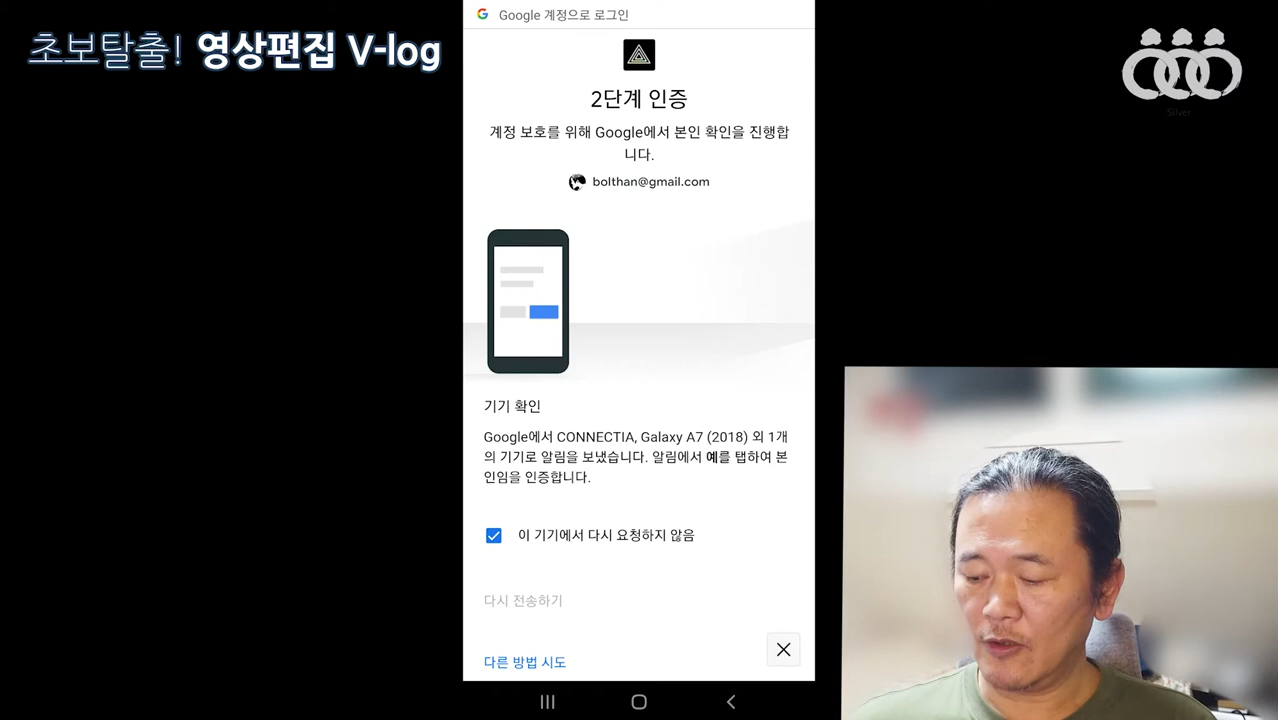 초보탈출! 영상편집 V-log
Google 계정으로 로그인
2단계 인증
계정 보호를 위해 Google에서 본인 확인을 진행합
니다.
bolthan@gmail.com
기기 확인
Google에서 CONNECTIA, Galaxy A7 (2018) 외 1개
의 기기로 알림을 보냈습니다. 알림에서 예를 탭하여 본
인임을 인증합니다.
이 기기에서 다시 요청하지 않음
다시 전송하기
다른 방법 시도
Silver